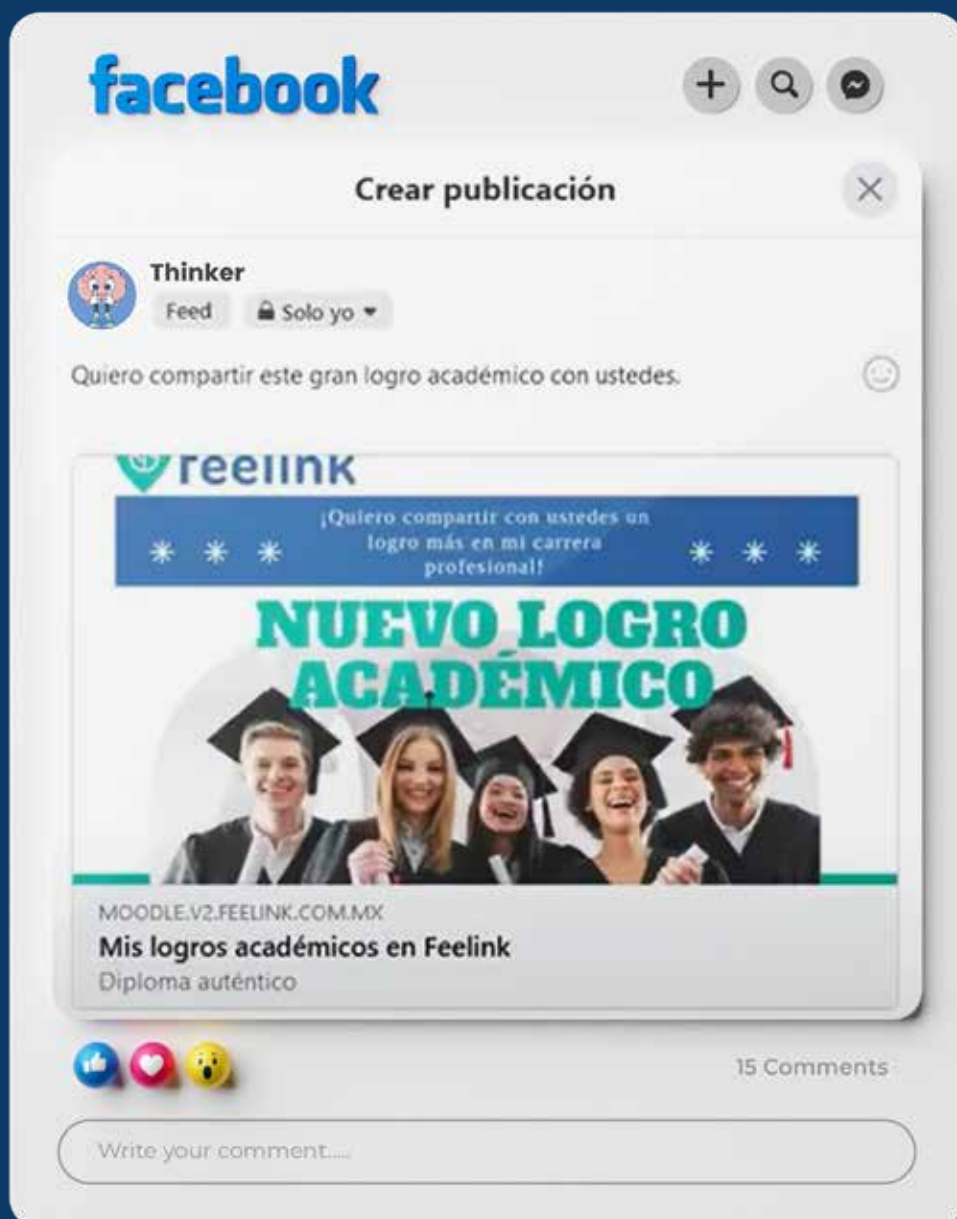 facebook
Crear publicación
Thinker
Feed
Solo yo
Quiero compartir este gran logro académico con ustedes.
feelink
¡Quiero compartir con ustedes un
logro más en mi carrera
profesional!
NUEVO LOGRO
ACADÉMICO
MOODLE.V2.FEELINK.COM.MX
Mis logros académicos en Feelink
Diploma auténtico
15 Comments
Write your comment.....